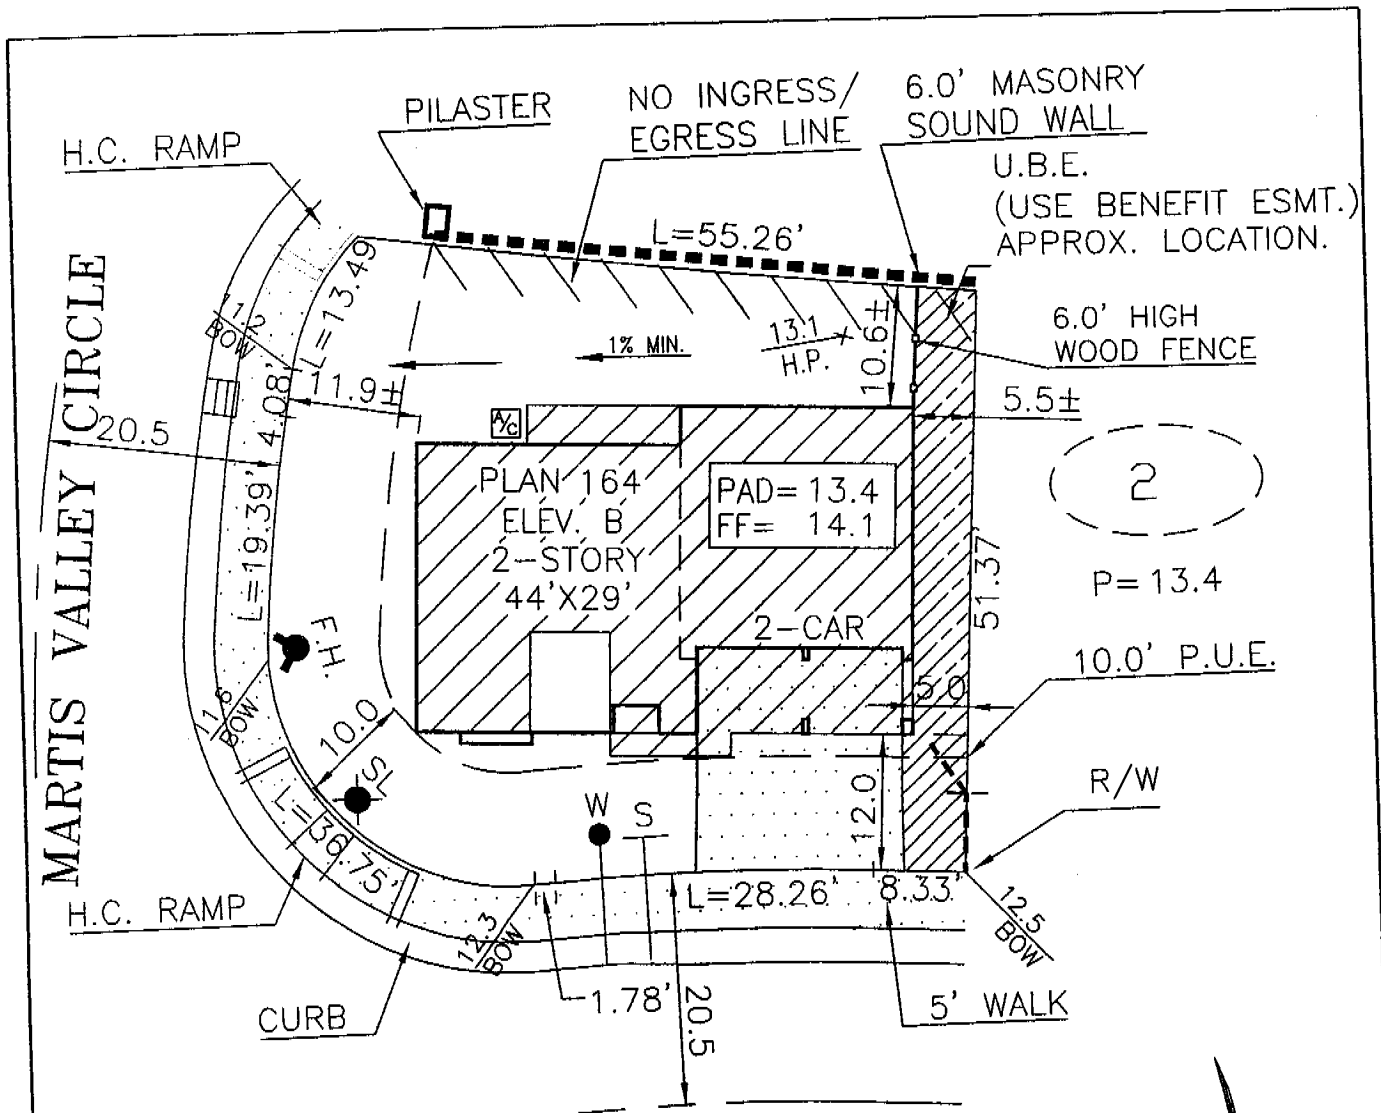 NO INGRESS/
EGRESS LINE
6.0' MASONRY
SOUND WALL
PILASTER
H.C. RAMP
U.B.E.
(USE BENEFIT ESMT.)
APPROX. LOCATION.
L=55.26'
L=13.49
11.2
BOW
6.0' HIGH
WOOD FENCE
1% MIN.
13.1
H.P.
10.6±
11.9±
5.5±
4.08'
20.5
A/C
MARTIS VALLEY CIRCLE
PLAN 164
ELEV. B
2-STORY
44'X29'
PAD= 13.4
FF= 14.1
2
L=19.39'
51.37'
P= 13.4
2-CAR
F.H.
10.0' P.U.E.
5.0
11.6
BOW
10.0
SL
R/W
W
S
12.0
L=36.75'
L=28.26'
8.33'
H.C. RAMP
12.3
BOW
12.5
BOW
1.78'
20.5
5' WALK
CURB